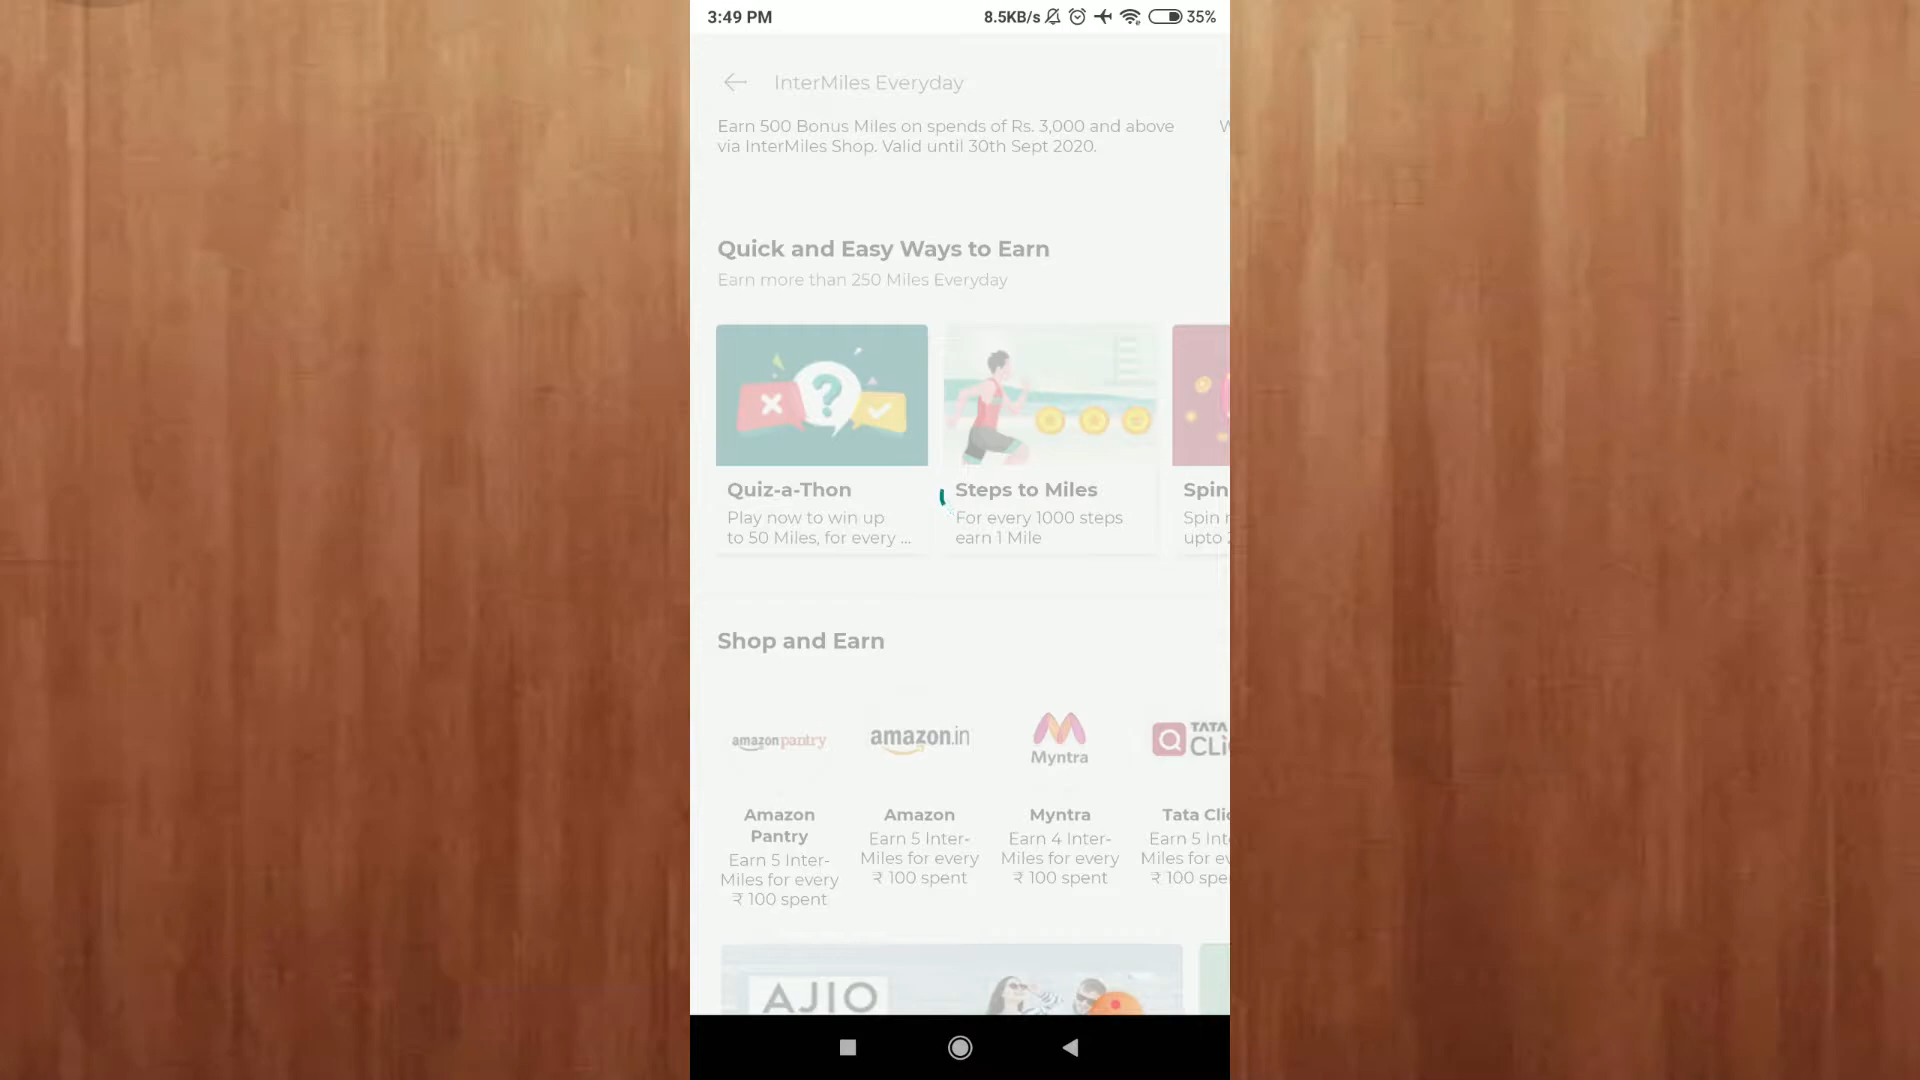 3:49 PM
8.5KB/s
35%
InterMiles Everyday
Earn 500 Bonus Miles on spends of Rs. 3,000 and above
via InterMiles Shop. Valid until 30th Sept 2020.
W
Quick and Easy Ways to Earn
Earn more than 250 Miles Everyday
Quiz-a-Thon
Play now to win up
to 50 Miles, for every ...
Steps to Miles
For every 1000 steps
earn 1 Mile
Spin
Spin
upto
Shop and Earn
amazonpantry
amazon.in
Myntra
TATA
CLi
Amazon
Pantry
Earn 5 Inter-
Miles for every
₹ 100 spent
Amazon
Earn 5 Inter-
Miles for every
₹ 100 spent
Myntra
Earn 4 Inter-
Miles for every
₹ 100 spent
Tata Clic
Earn 5 Int
Miles for ev
₹ 100 spe
AJIO